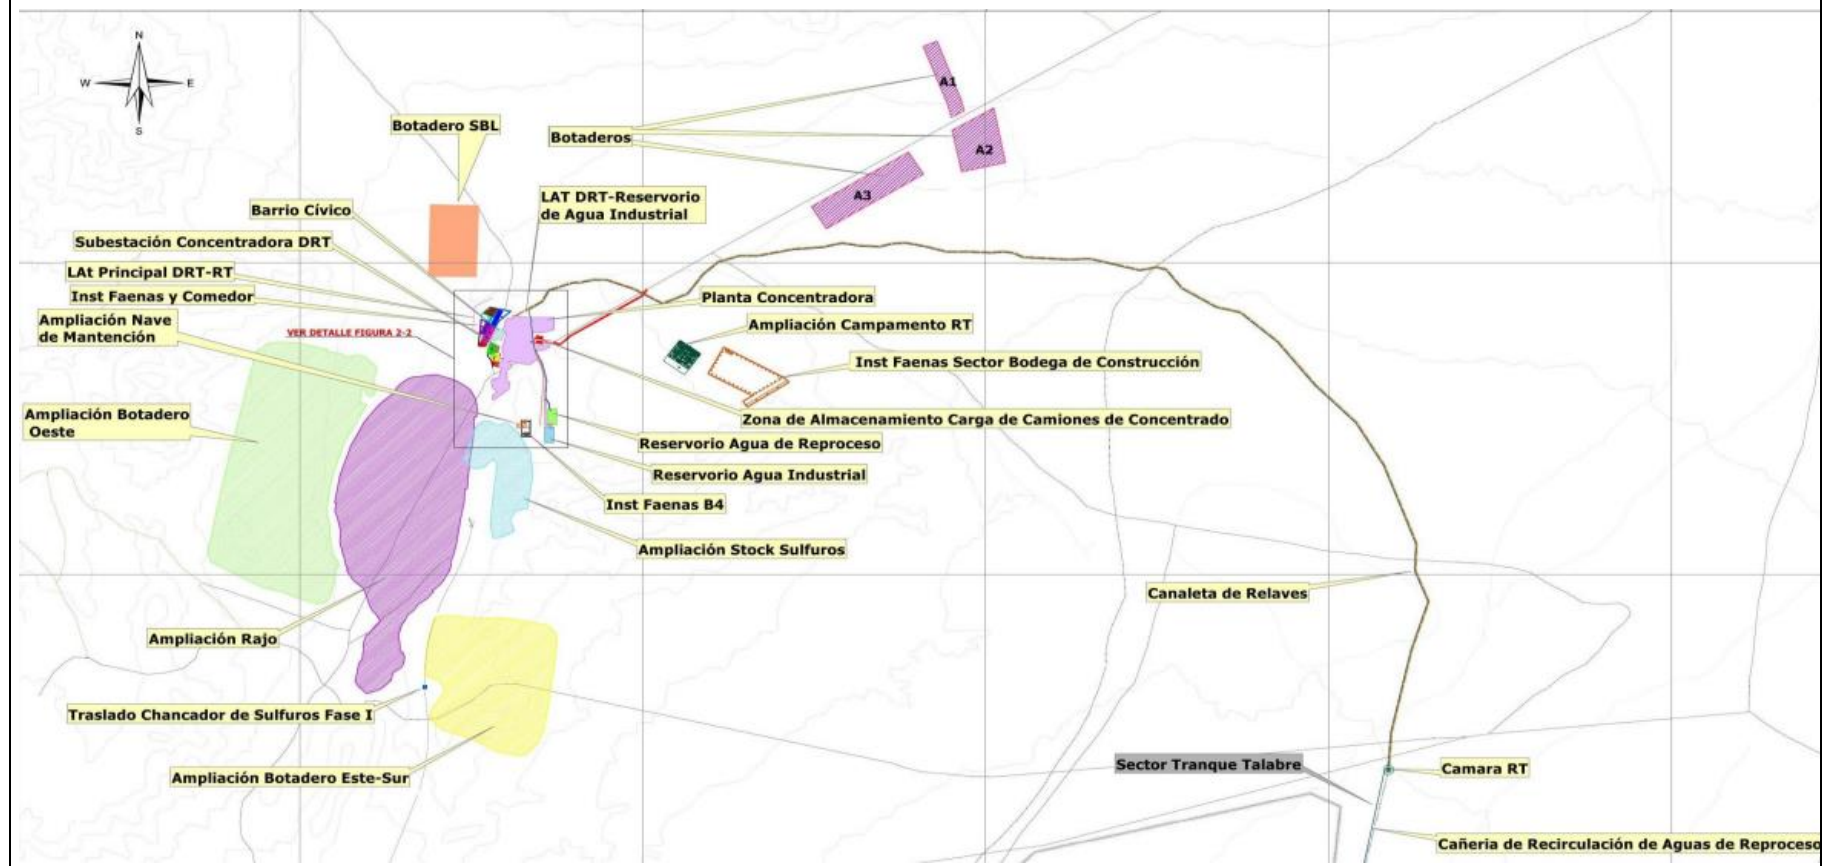 N
W E
S
A1
A2
A3
Botadero SBL
Botaderos
LAT DRT-Reservorio
de Agua Industrial
Barrio Cívico
Subestación Concentradora DRT
LAt Principal DRT-RT
Inst Faenas y Comedor
Ampliación Nave
de Mantención
VER DETALLE FIGURA 2-2
Planta Concentradora
Ampliación Campamento RT
Inst Faenas Sector Bodega de Construcción
Ampliación Botadero
Oeste
Zona de Almacenamiento Carga de Camiones de Concentrado
Reservorio Agua de Reproceso
Reservorio Agua Industrial
Inst Faenas B4
Ampliación Stock Sulfuros
Canaleta de Relaves
Ampliación Rajo
Traslado Chancador de Sulfuros Fase I
Ampliación Botadero Este-Sur
Sector Tranque Talabre
Camara RT
Cañeria de Recirculación de Aguas de Reproceso